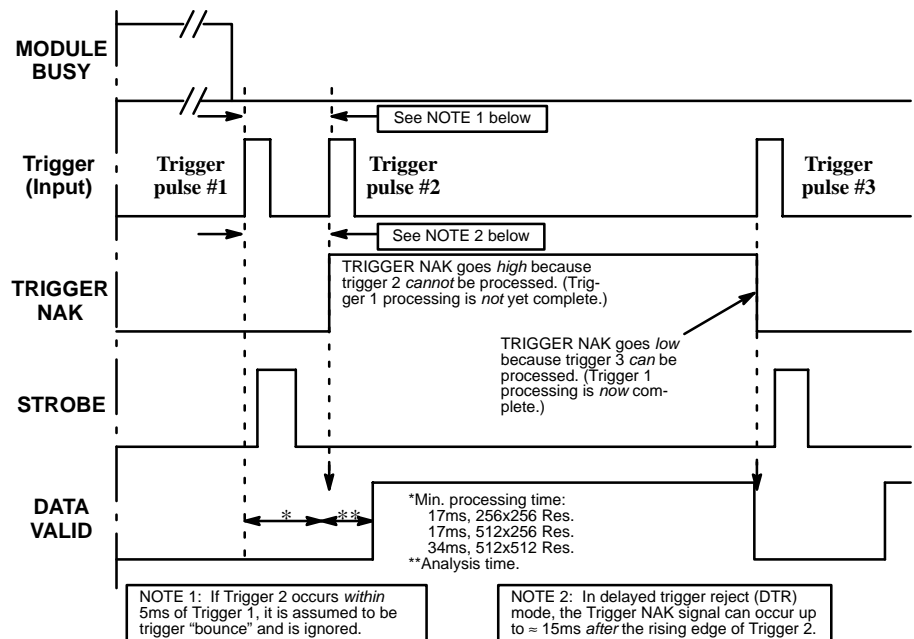 MODULE
BUSY
See NOTE 1 below
Trigger
(Input)
Trigger
pulse #1
Trigger
pulse #2
Trigger
pulse #3
See NOTE 2 below
TRIGGER
NAK
TRIGGER NAK goes high because
trigger 2 cannot be processed. (Trig-
ger 1 processing is not yet complete.)
TRIGGER NAK goes low
because trigger 3 can be
processed. (Trigger 1
processing is now com-
plete.)
STROBE
DATA
VALID
*
**
*Min. processing time:
17ms, 256x256 Res.
17ms, 512x256 Res.
34ms, 512x512 Res.
**Analysis time.
NOTE 1: If Trigger 2 occurs within
5ms of Trigger 1, it is assumed to be
trigger “bounce” and is ignored.
NOTE 2: In delayed trigger reject (DTR)
mode, the Trigger NAK signal can occur up
to ≈ 15ms after the rising edge of Trigger 2.